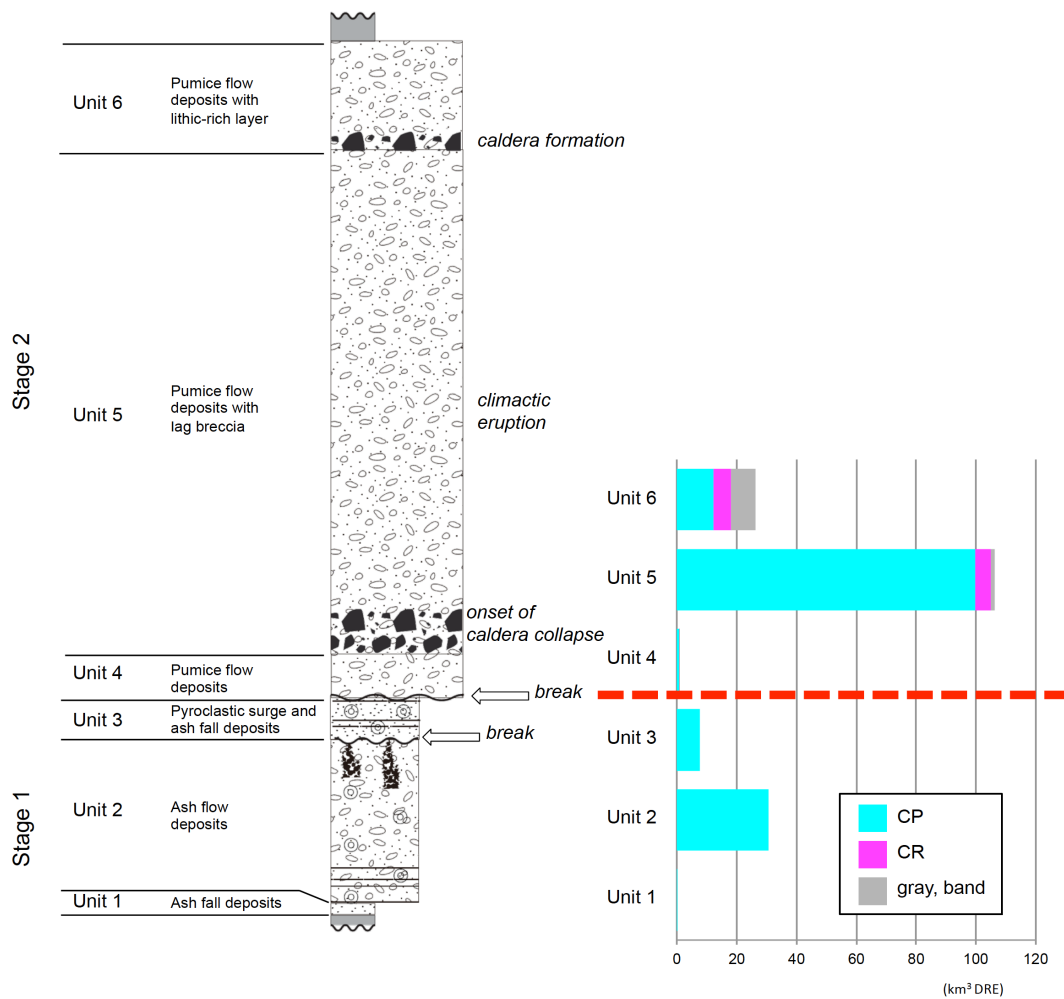 Stage 2
Unit 6
Pumice flow
deposits with
lithic-rich layer
caldera formation
Unit 5
Pumice flow
deposits with
lag breccia
climactic
eruption
onset of
caldera collapse
Unit 4
Pumice flow
deposits
break
Stage 1
Unit 3
Pyroclastic surge and
ash fall deposits
break
Unit 2
Ash flow
deposits
Unit 1
Ash fall deposits
Unit 6
Unit 5
Unit 4
Unit 3
Unit 2
Unit 1
CP
CR
gray, band
0 20 40 60 80 100 120
(km³ DRE)